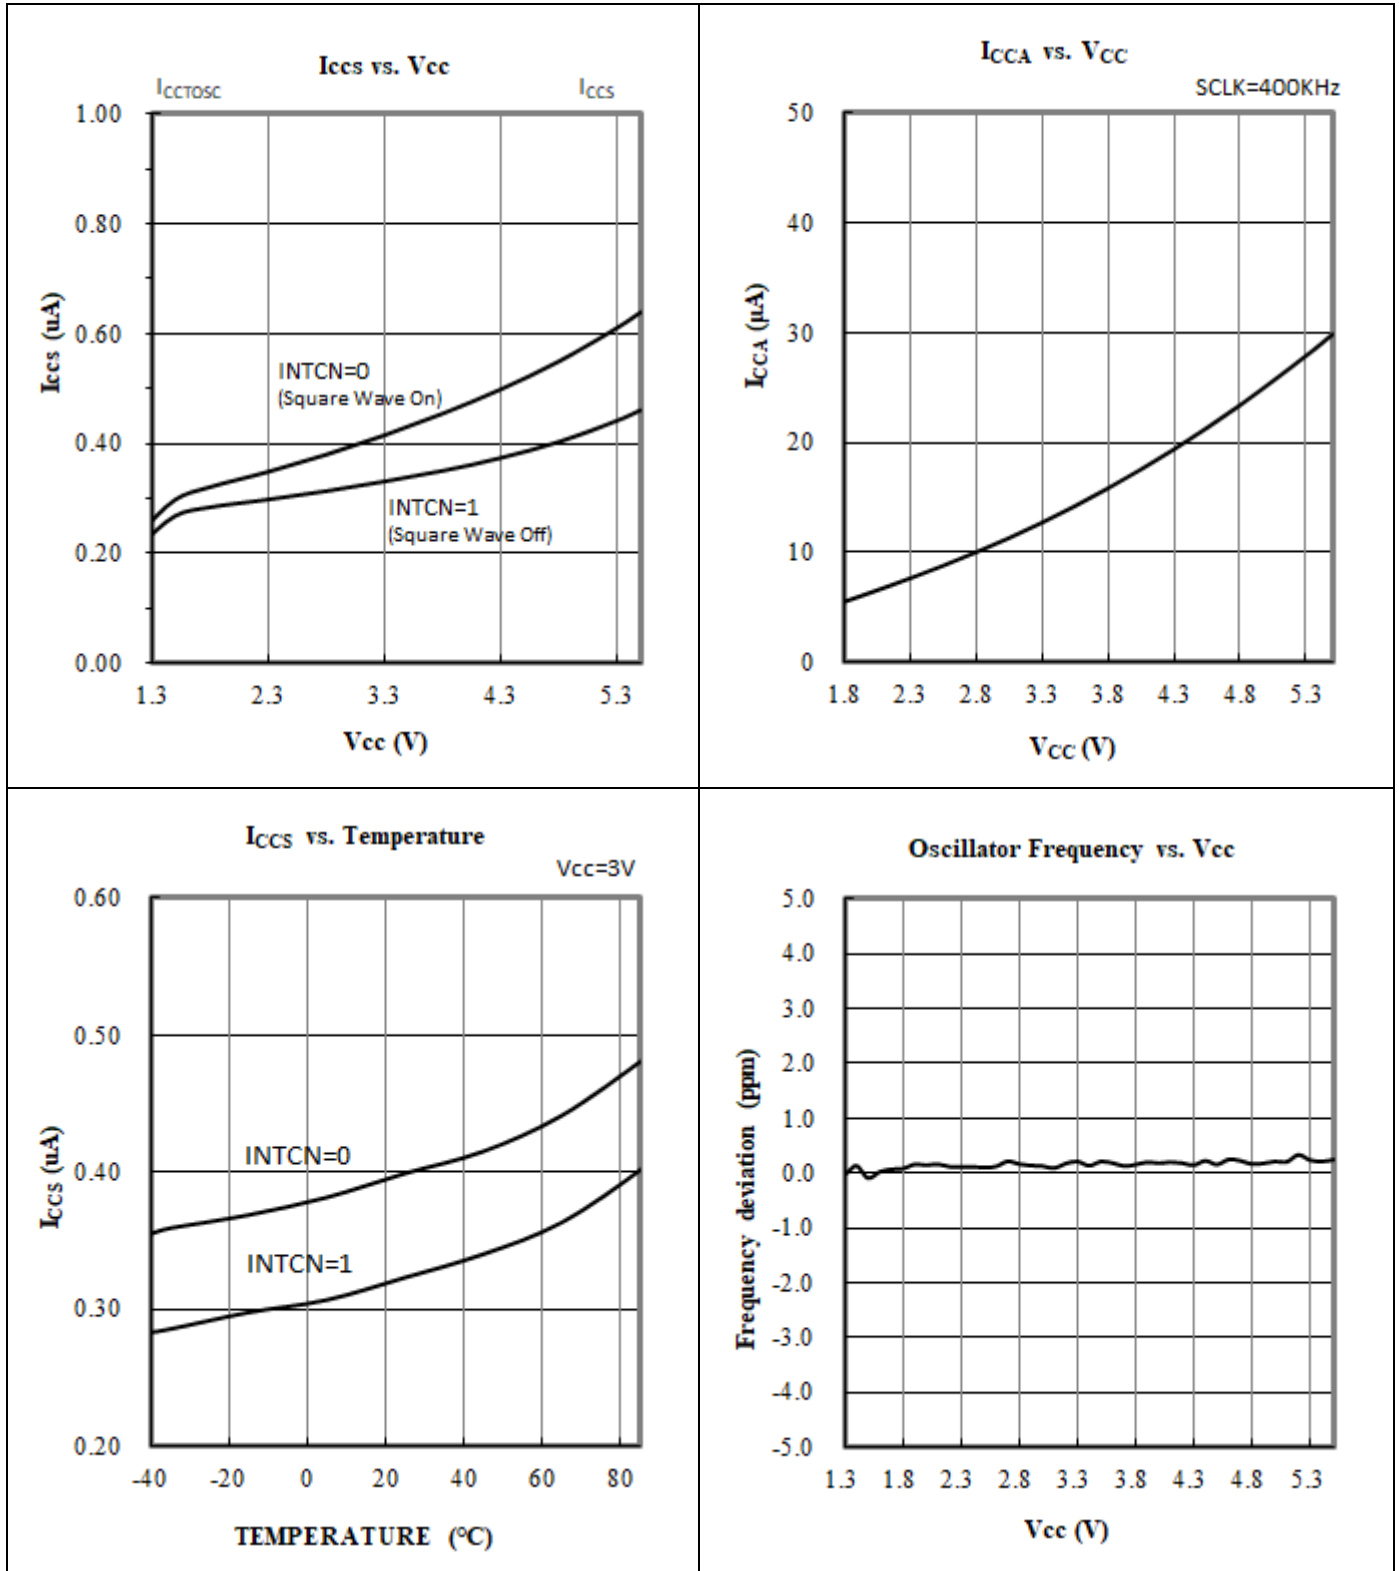 Iccs vs. Vcc
ICCTOSC
ICCS
1.00
0.80
0.60
0.40
0.20
0.00
Iccs (uA)
INTCN=0
(Square Wave On)
INTCN=1
(Square Wave Off)
1.3 2.3 3.3 4.3 5.3
Vcc (V)
ICCA vs. VCC
SCLK=400KHz
50
40
30
20
10
0
ICCA (µA)
1.8 2.3 2.8 3.3 3.8 4.3 4.8 5.3
VCC (V)
ICCS vs. Temperature
Vcc=3V
0.60
0.50
0.40
0.30
0.20
ICCS (uA)
INTCN=0
INTCN=1
-40 -20 0 20 40 60 80
TEMPERATURE (°C)
Oscillator Frequency vs. Vcc
5.0
4.0
3.0
2.0
1.0
0.0
-1.0
-2.0
-3.0
-4.0
-5.0
Frequency deviation (ppm)
1.3 1.8 2.3 2.8 3.3 3.8 4.3 4.8 5.3
Vcc (V)